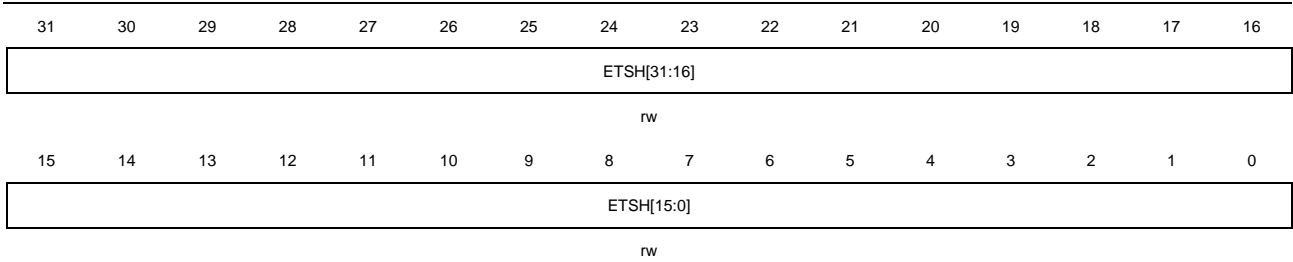 31 30 29 28 27 26 25 24 23 22 21 20 19 18 17 16
ETSH[31:16]
rw
15 14 13 12 11 10 9 8 7 6 5 4 3 2 1 0
ETSH[15:0]
rw